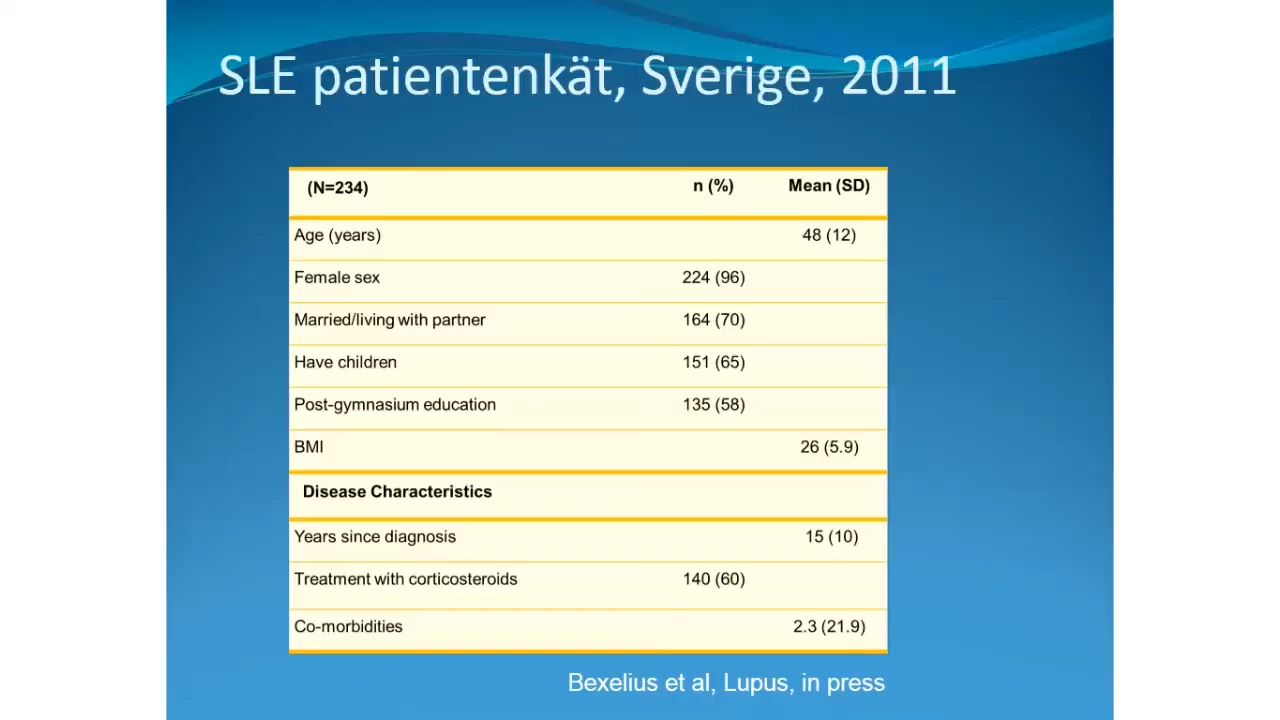 SLE patientenkät, Sverige, 2011
(N=234) n (%) Mean (SD)
Age (years) 48 (12)
Female sex 224 (96)
Married/living with partner 164 (70)
Have children 151 (65)
Post-gymnasium education 135 (58)
BMI 26 (5.9)
Disease Characteristics
Years since diagnosis 15 (10)
Treatment with corticosteroids 140 (60)
Co-morbidities 2.3 (21.9)
Bexelius et al, Lupus, in press